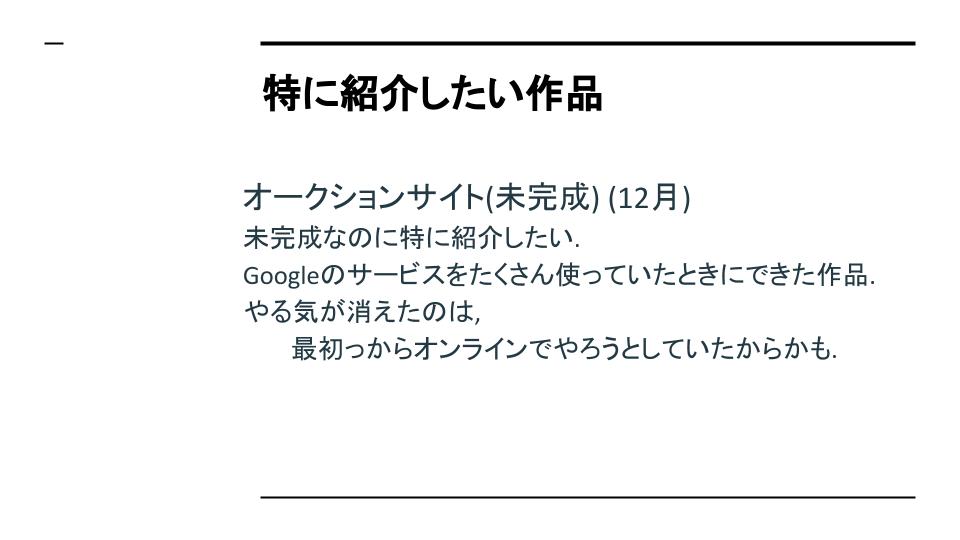 特に紹介したい作品
オークションサイト(未完成) (12月)
未完成なのに特に紹介したい.
Googleのサービスをたくさん使っていたときにできた作品.
やる気が消えたのは,
最初っからオンラインでやろうとしていたからかも.